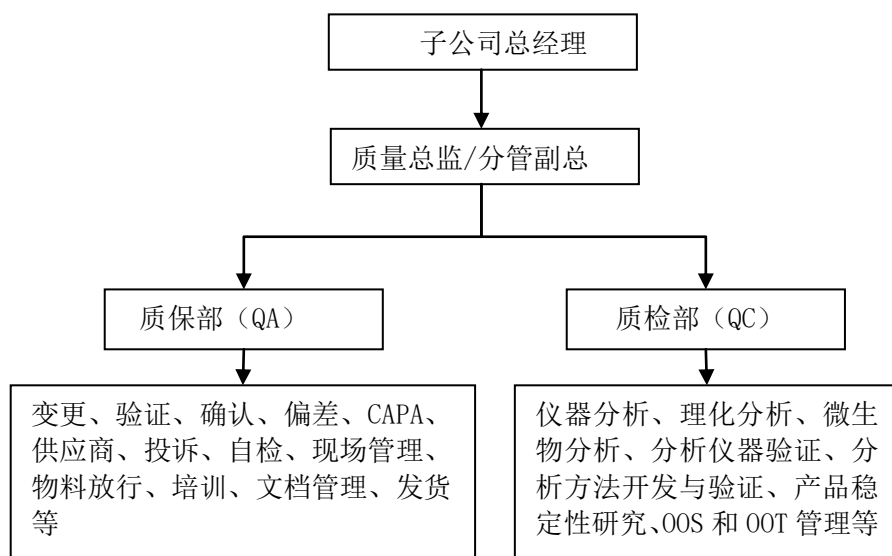 子公司总经理
质量总监/分管副总
质保部（QA）
质检部（QC）
变更、验证、确认、偏差、CAPA、
供应商、投诉、自检、现场管理、
物料放行、培训、文档管理、发货
等
仪器分析、理化分析、微生
物分析、分析仪器验证、分
析方法开发与验证、产品稳
定性研究、OOS 和 OOT 管理等